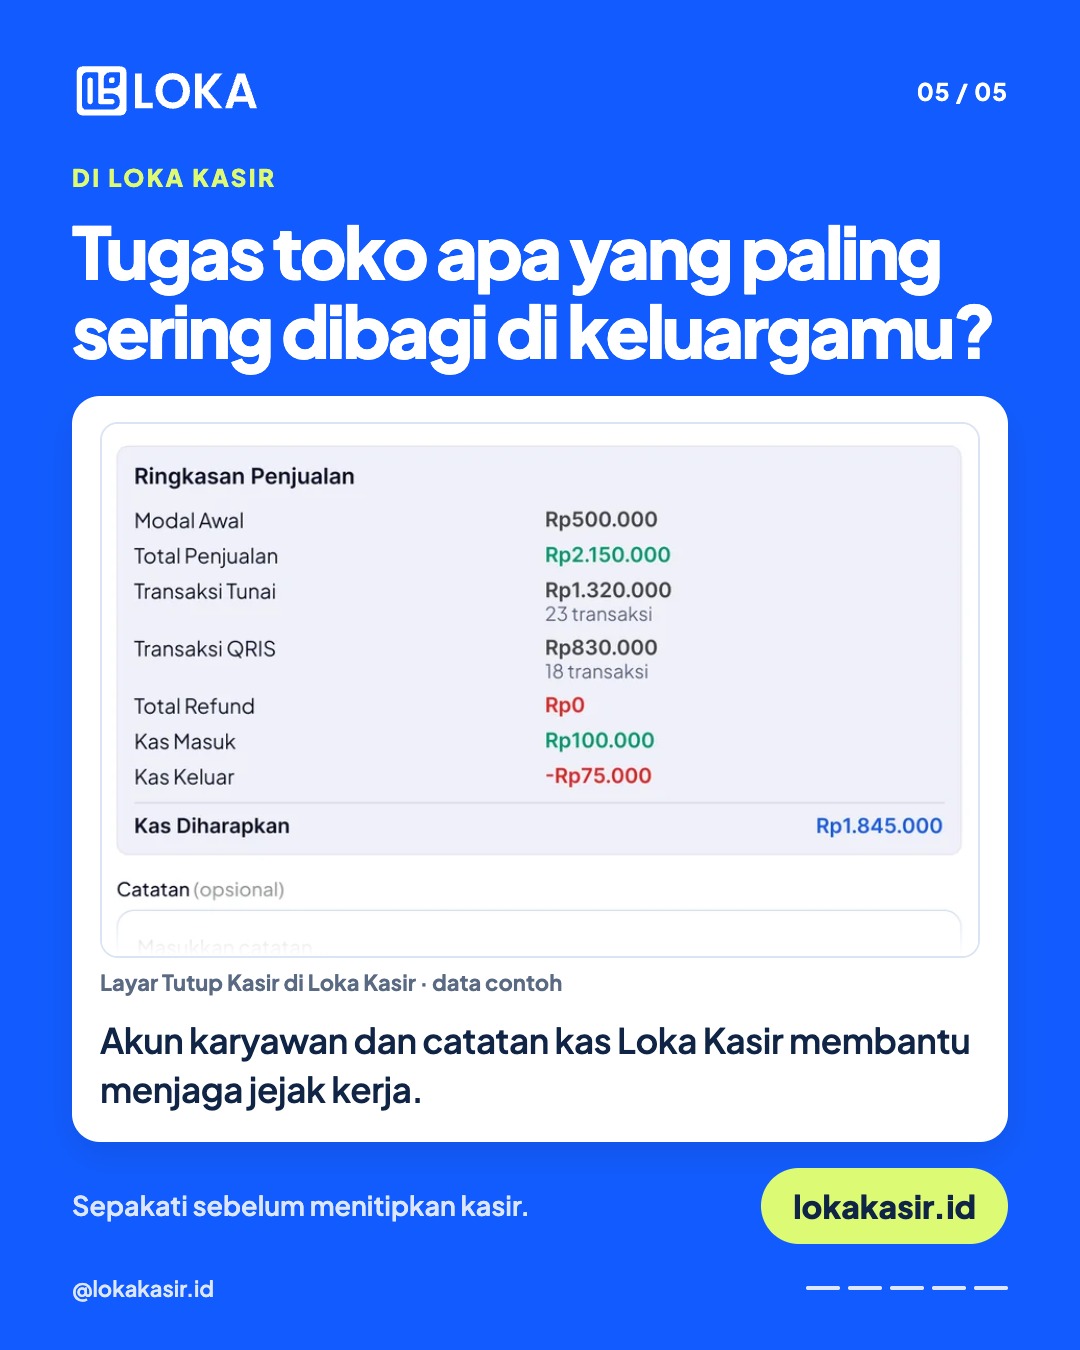 LOKA
05 / 05
DI LOKA KASIR
Tugas toko apa yang paling
sering dibagi di keluargamu?
Ringkasan Penjualan
Modal Awal Rp500.000
Total Penjualan Rp2.150.000
Transaksi Tunai Rp1.320.000
23 transaksi
Transaksi QRIS Rp830.000
18 transaksi
Total Refund Rp0
Kas Masuk Rp100.000
Kas Keluar -Rp75.000
Kas Diharapkan Rp1.845.000
Catatan (opsional)
Masukkan catatan
Layar Tutup Kasir di Loka Kasir · data contoh
Akun karyawan dan catatan kas Loka Kasir membantu
menjaga jejak kerja.
Sepakati sebelum menitipkan kasir.
lokakasir.id
@lokakasir.id